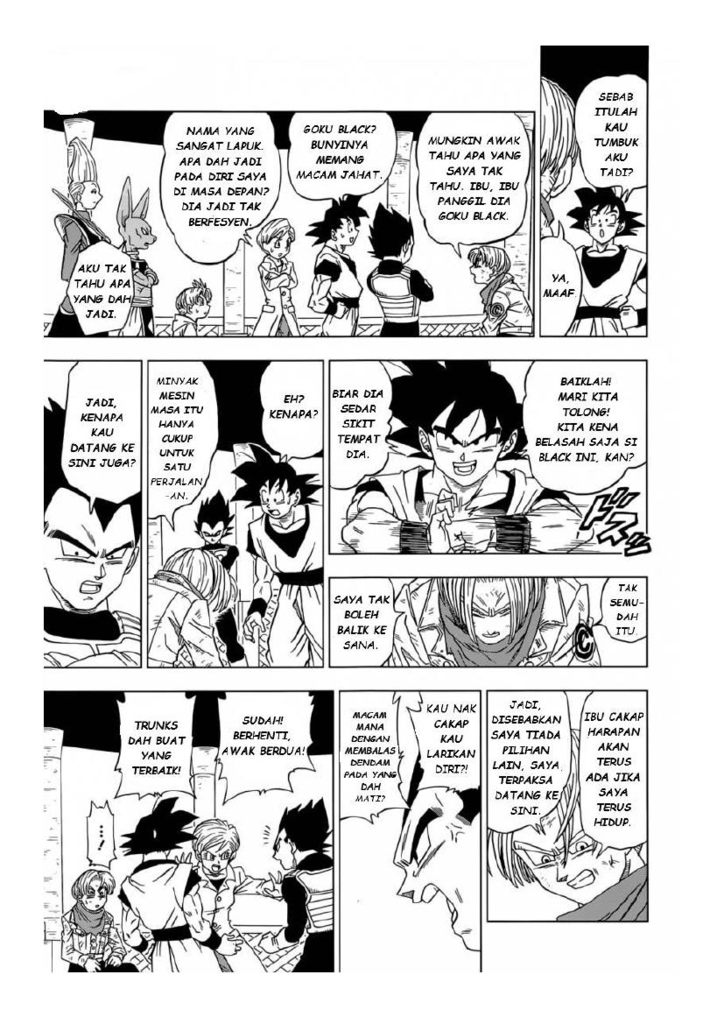 SEBAB
ITULAH
KAU
TUMBUK
AKU
TADI?
YA,
MAAF.
MUNGKIN AWAK
TAHU APA YANG
SAYA TAK
TAHU. IBU, IBU
PANGGIL DIA
GOKU BLACK.
GOKU BLACK?
BUNYINYA
MEMANG
MACAM JAHAT.
NAMA YANG
SANGAT LAPUK.
APA DAH JADI
PADA DIRI SAYA
DI MASA DEPAN?
DIA JADI TAK
BERFESYEN.
AKU TAK
TAHU APA
YANG DAH
JADI.
BAIKLAH!
MARI KITA
TOLONG!
KITA KENA
BELASAH SAJA SI
BLACK INI, KAN?
BIAR DIA
SEDAR
SIKIT
TEMPAT
DIA.
ドドスッ
TAK
SEMU-
DAH
ITU.
SAYA TAK
BOLEH
BALIK KE
SANA.
EH?
KENAPA?
MINYAK
MESIN
MASA ITU
HANYA
CUKUP
UNTUK
SATU
PERJALAN
-AN.
JADI,
KENAPA
KAU
DATANG KE
SINI JUGA?
IBU CAKAP
HARAPAN
AKAN
TERUS
ADA JIKA
SAYA
TERUS
HIDUP.
JADI,
DISEBABKAN
SAYA TIADA
PILIHAN
LAIN, SAYA
TERPAKSA
DATANG KE
SINI.
KAU NAK
CAKAP
KAU
LARIKAN
DIRI?!
MACAM
MANA
DENGAN
MEMBALAS
DENDAM
PADA YANG
DAH
MATI?
SUDAH!
BERHENTI,
AWAK BERDUA!
TRUNKS
DAH BUAT
YANG
TERBAIK!
...!